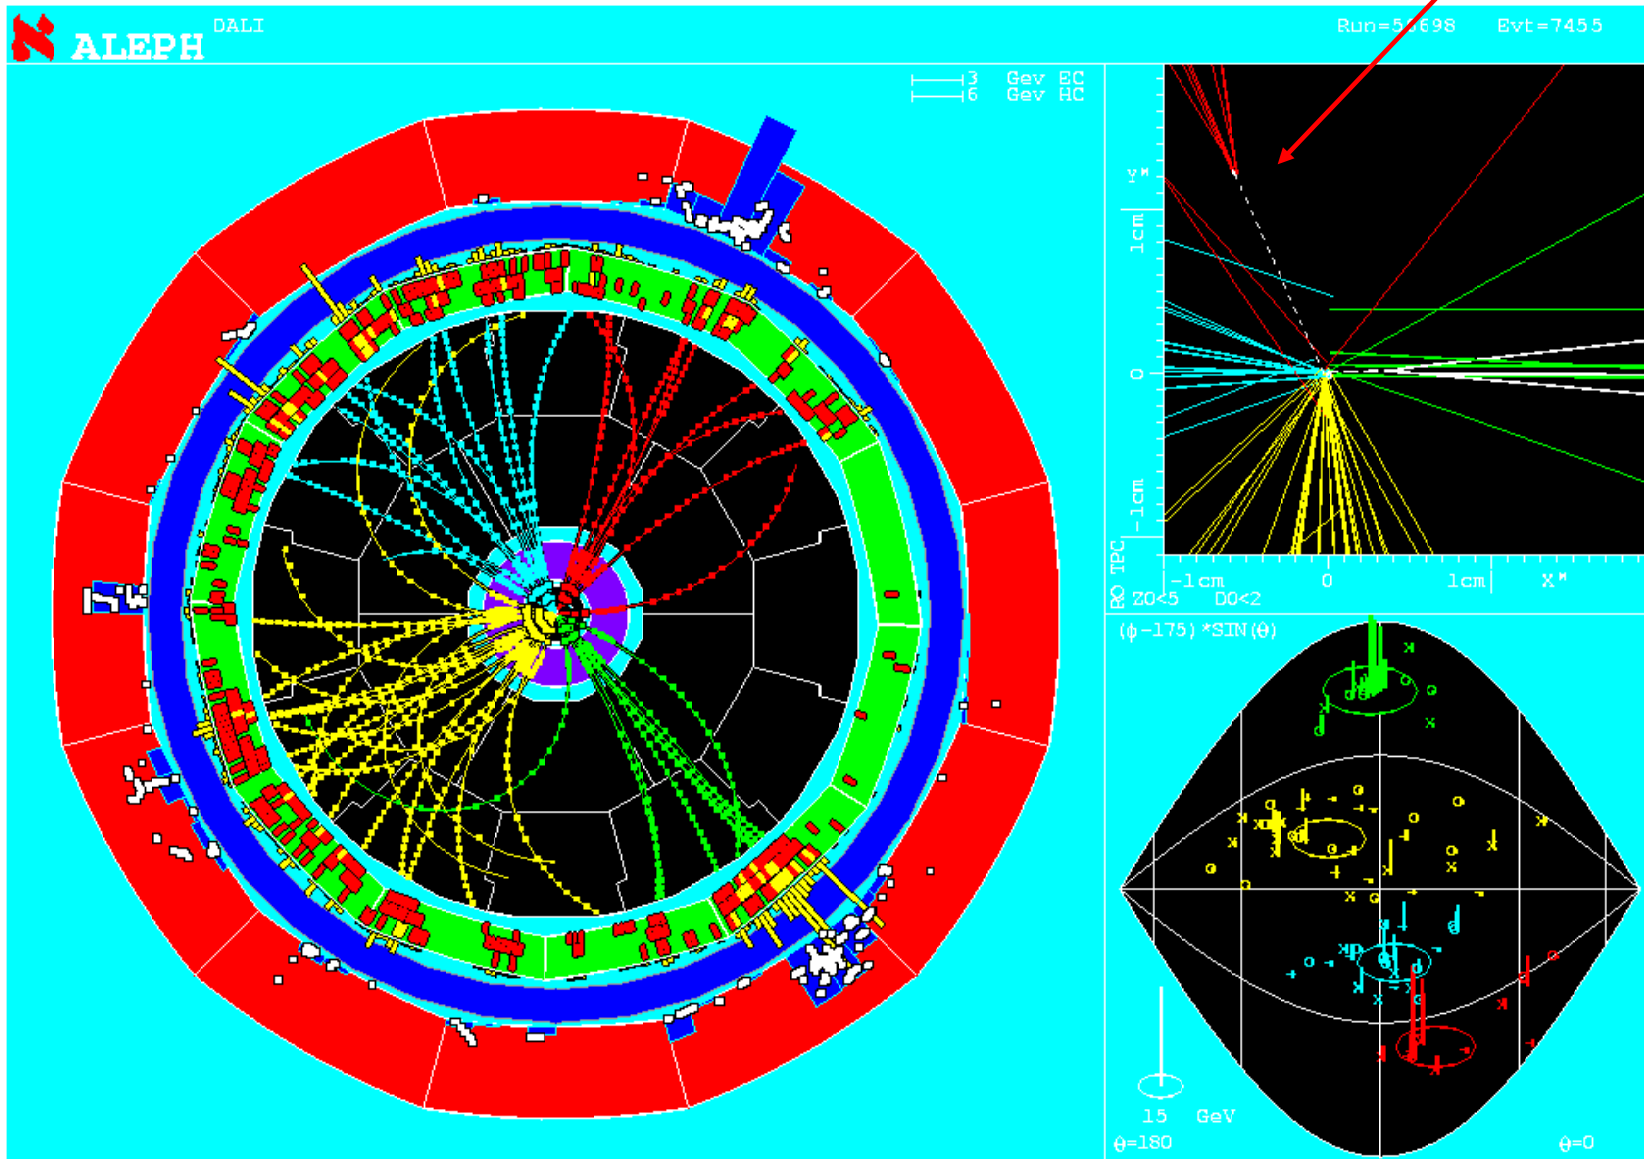 ALEPH DALI
Run=50698 Evt=7455
3 Gev EC
6 Gev HC
Y"
1cm
0
-1cm
RO TPC
-1cm 0 1cm X"
Z0<5 D0<2
(ϕ-175)*SIN(θ)
15 GeV
θ=180 θ=0